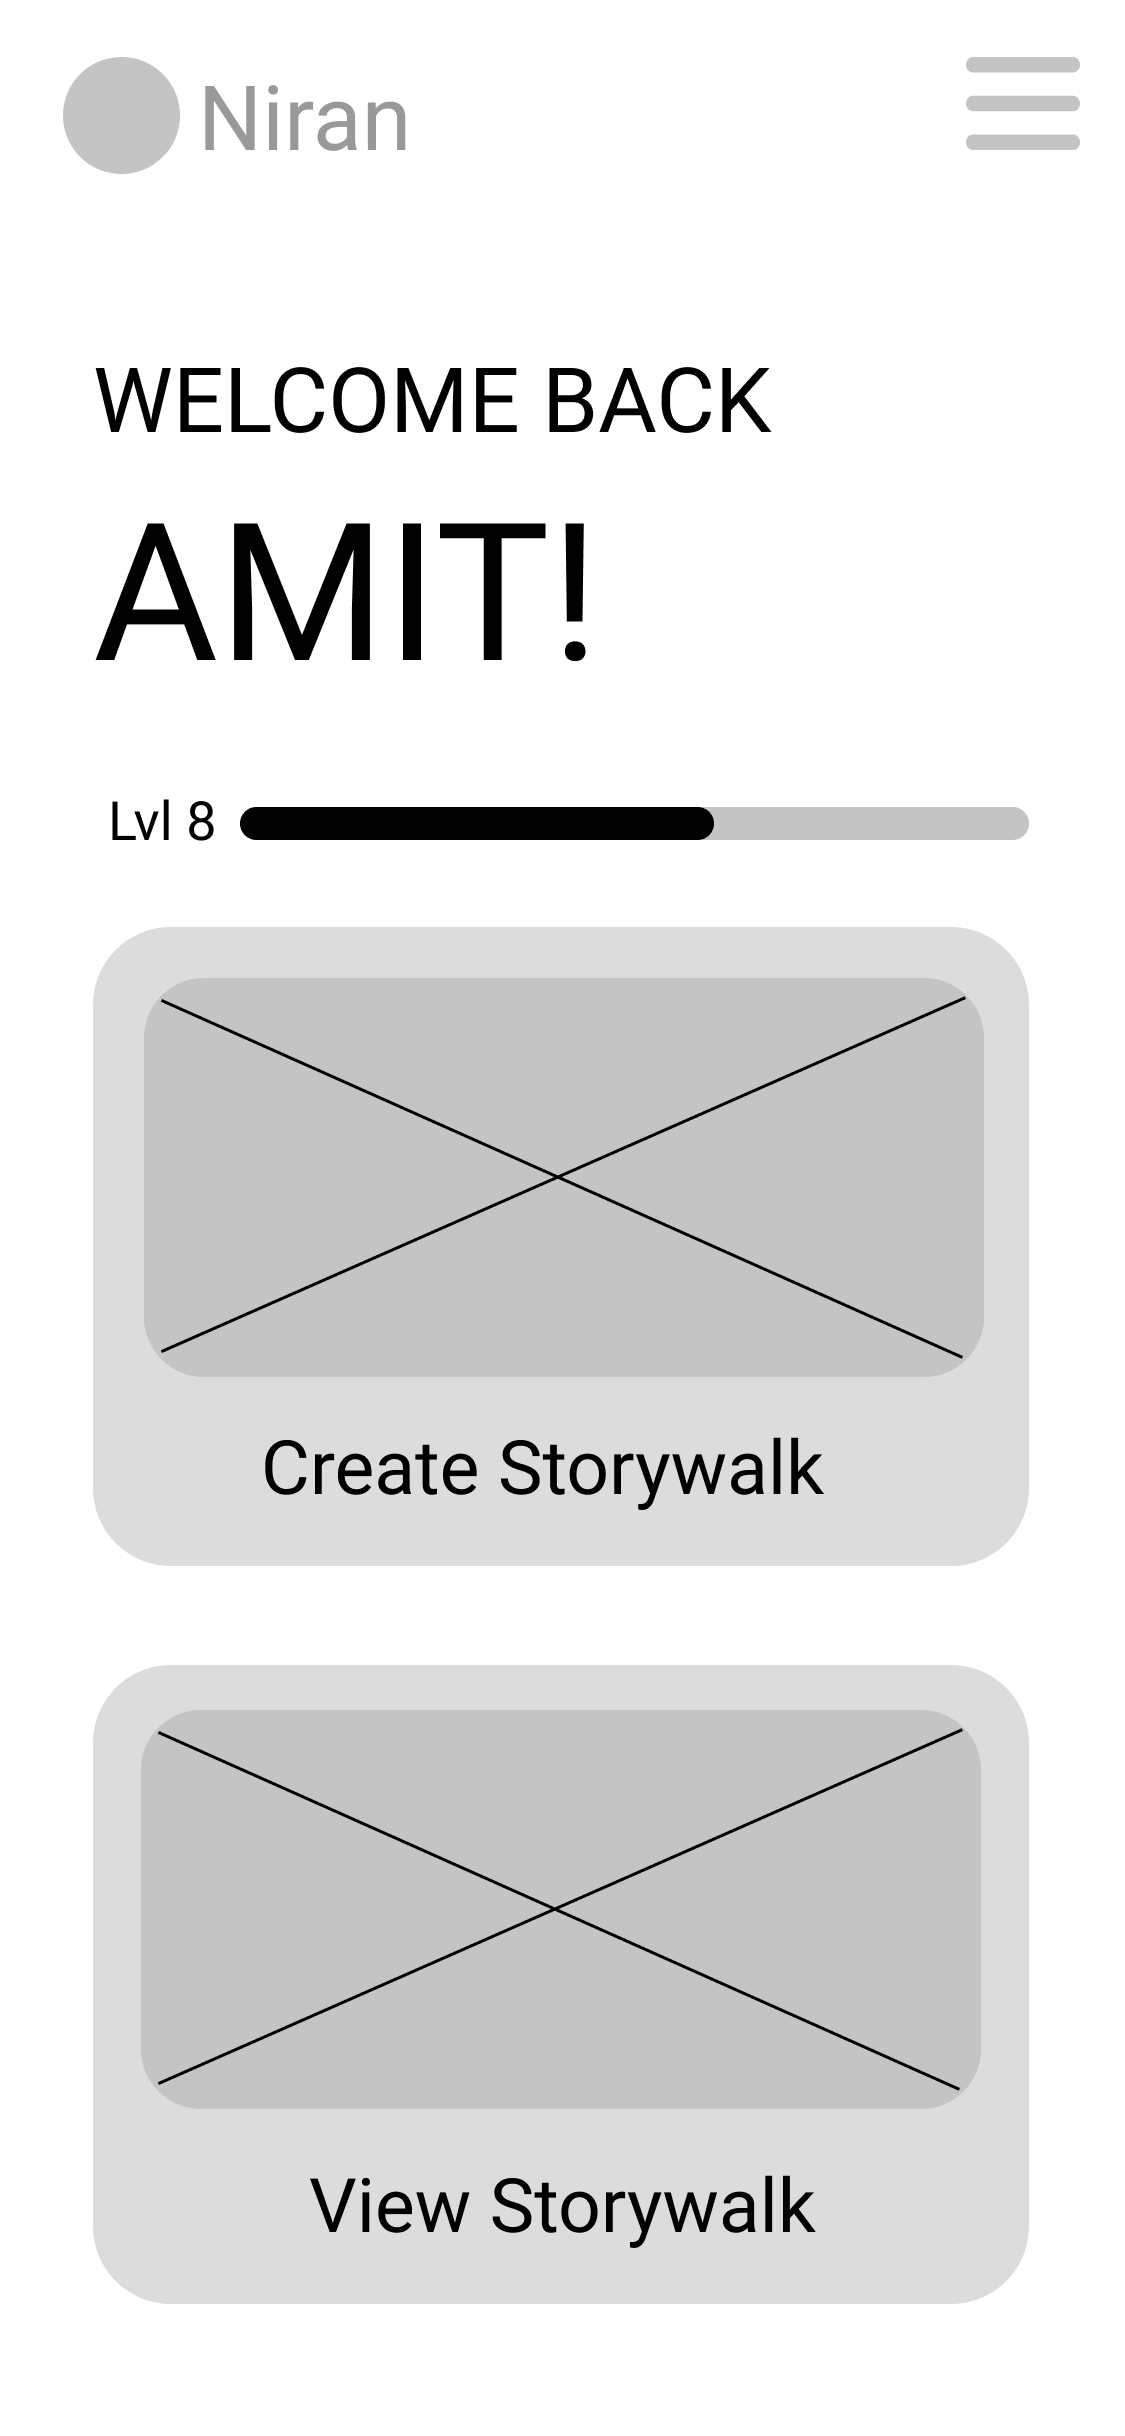 Niran
WELCOME BACK
AMIT!
Lvl 8
Create Storywalk
View Storywalk